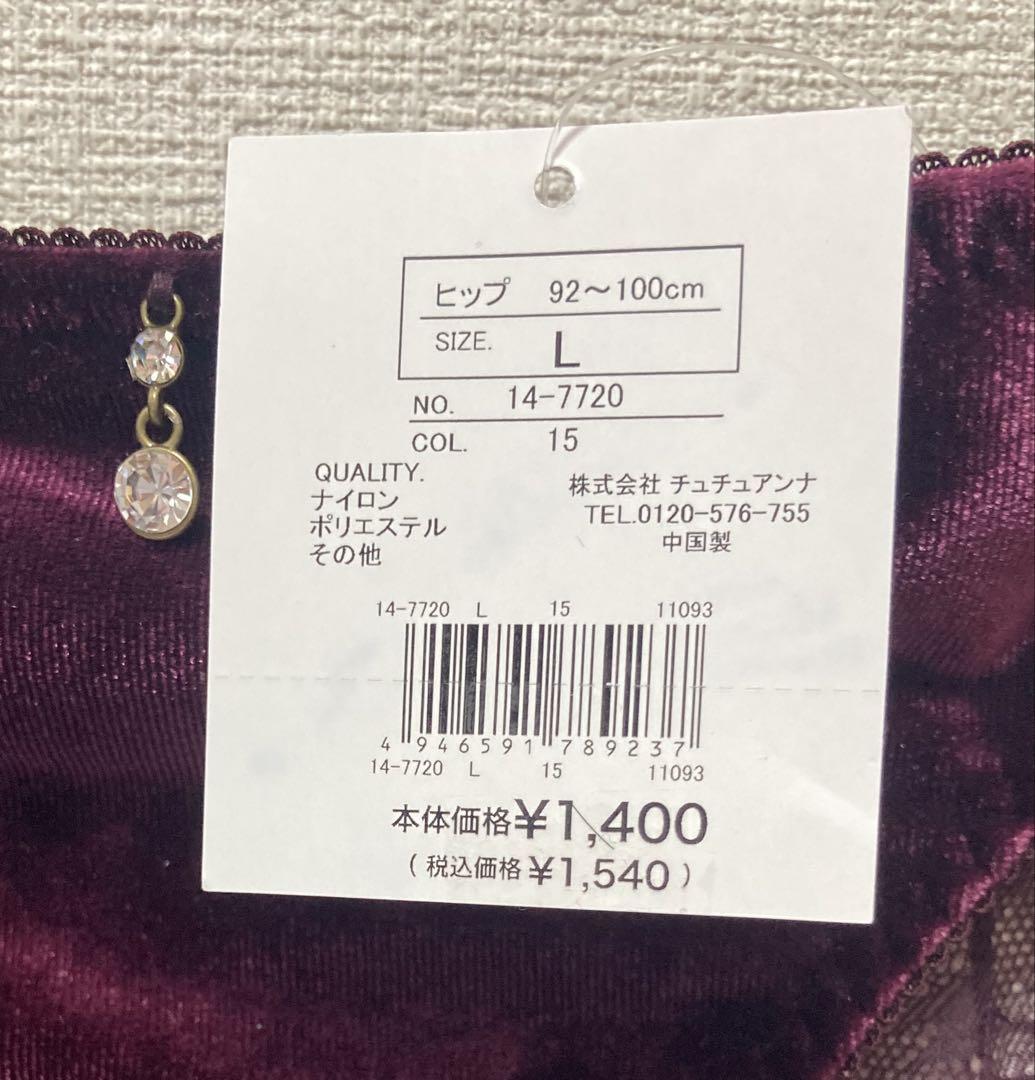 ヒップ 92～100cm
SIZE. L
NO. 14-7720
COL. 15
QUALITY.
ナイロン
ポリエステル
その他
株式会社 チュチュアンナ
TEL.0120-576-755
中国製
14-7720 L 15 11093
4 946591 789237
14-7720 L 15 11093
本体価格¥1,400
(税込価格¥1,540)